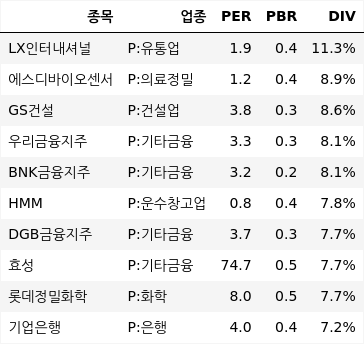 종목 업종 PER PBR DIV
LX인터내셔널 P:유통업 1.9 0.4 11.3%
에스디바이오센서 P:의료정밀 1.2 0.4 8.9%
GS건설 P:건설업 3.8 0.3 8.6%
우리금융지주 P:기타금융 3.3 0.3 8.1%
BNK금융지주 P:기타금융 3.2 0.2 8.1%
HMM P:운수창고업 0.8 0.4 7.8%
DGB금융지주 P:기타금융 3.7 0.3 7.7%
효성 P:기타금융 74.7 0.5 7.7%
롯데정밀화학 P:화학 8.0 0.5 7.7%
기업은행 P:은행 4.0 0.4 7.2%